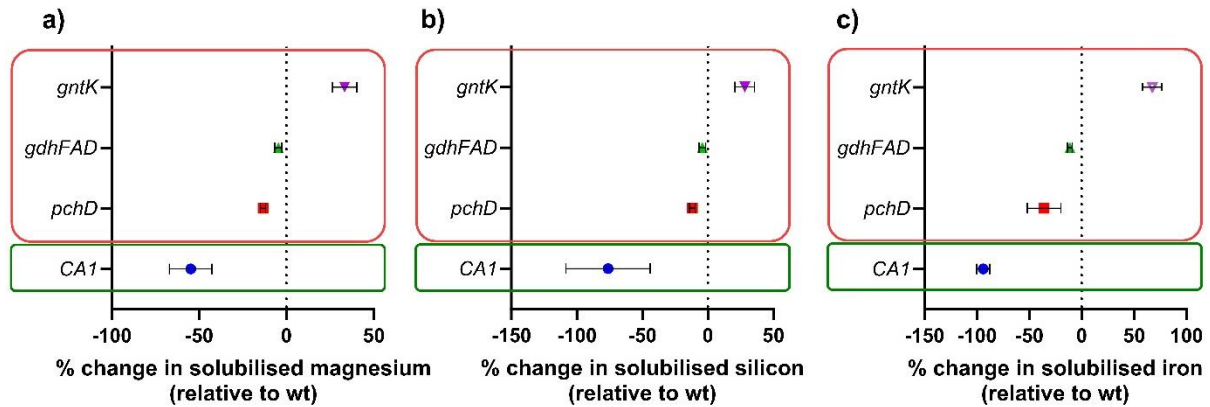 a)
gntK
gdhFAD
pchD
CA1
-100 -50 0 50
% change in solubilised magnesium
(relative to wt)
b)
gntK
gdhFAD
pchD
CA1
-150 -100 -50 0 50
% change in solubilised silicon
(relative to wt)
c)
gntK
gdhFAD
pchD
CA1
-150 -100 -50 0 50 100
% change in solubilised iron
(relative to wt)